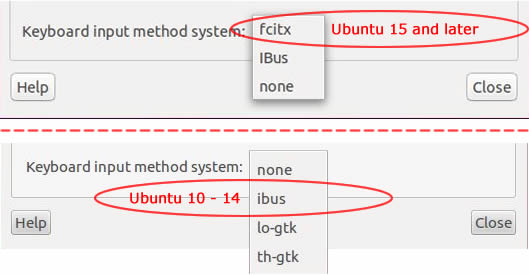 Keyboard input method system: fcitx Ubuntu 15 and later
IBus
none
Help Close
Keyboard input method system: none
Ubuntu 10 - 14 ibus
lo-gtk
Help Close
th-gtk